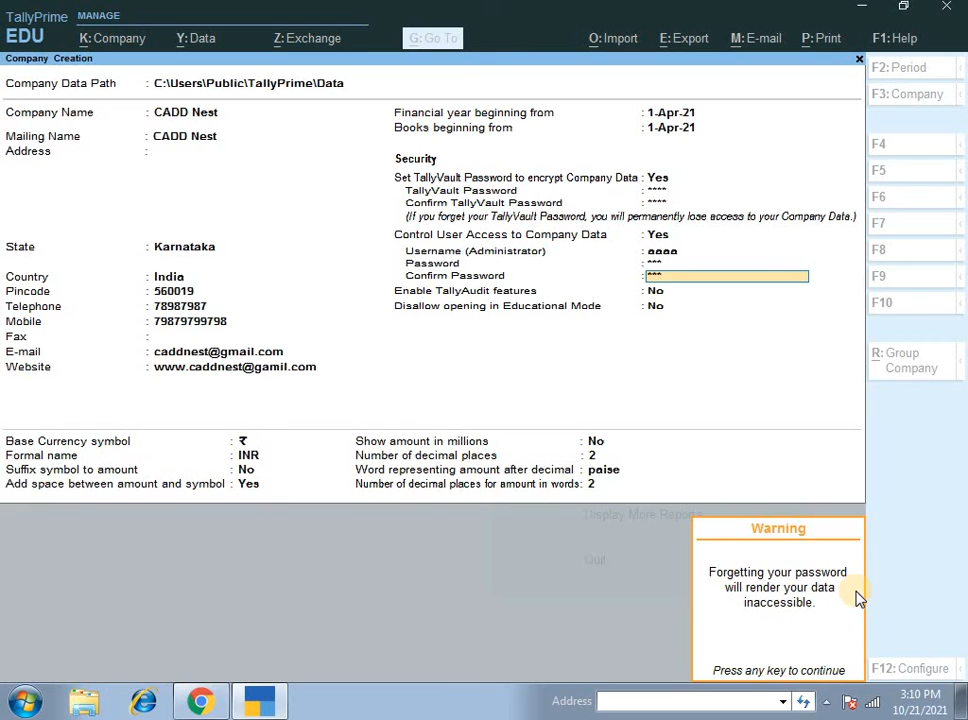 TallyPrime MANAGE
EDU
K: Company Y: Data Z: Exchange G: Go To O: Import E: Export M: E-mail P: Print F1: Help
Company Creation
Company Data Path : C:\Users\Public\TallyPrime\Data
Company Name : CADD Nest
Mailing Name : CADD Nest
Address :
State : Karnataka
Country : India
Pincode : 560019
Telephone : 78987987
Mobile : 79879799798
Fax :
E-mail : caddnest@gmail.com
Website : www.caddnest@gamil.com
Financial year beginning from : 1-Apr-21
Books beginning from : 1-Apr-21
Security
Set TallyVault Password to encrypt Company Data : Yes
TallyVault Password : ****
Confirm TallyVault Password : ****
(If you forget your TallyVault Password, you will permanently lose access to your Company Data.)
Control User Access to Company Data : Yes
Username (Administrator) : aaaa
Password : ***
Confirm Password : ***
Enable TallyAudit features : No
Disallow opening in Educational Mode : No
Base Currency symbol : ₹
Formal name : INR
Suffix symbol to amount : No
Add space between amount and symbol : Yes
Show amount in millions : No
Number of decimal places : 2
Word representing amount after decimal : paise
Number of decimal places for amount in words : 2
F2: Period
F3: Company
F4
F5
F6
F7
F8
F9
F10
R: Group
Company
F12: Configure
Display More Reports
Quit
Warning
Forgetting your password
will render your data
inaccessible.
Press any key to continue
Address
3:10 PM
10/21/2021